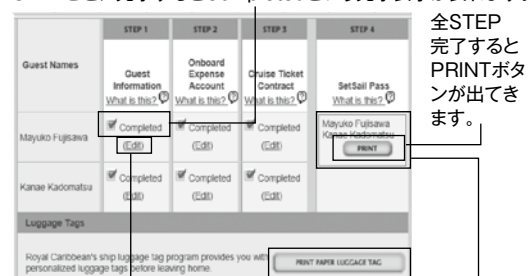 全STEP
完了すると
PRINTボタ
ンが出てき
ます。
STEP 1 STEP 2 STEP 3 STEP 4
Guest Names
Guest Information
What is this?
Onboard Expense Account
What is this?
Cruise Ticket Contract
What is this?
SetSail Pass
What is this?
Mayuko Fujisawa
Completed Completed Completed
(Edit) (Edit) (Edit)
Mayuko Fujisawa
Kanae Kadomatsu
PRINT
Kanae Kadomatsu
Completed Completed Completed
(Edit) (Edit) (Edit)
Luggage Tags
Royal Caribbean's ship luggage tag program provides you with
personalized luggage tags before leaving home.
PRINT PAPER LUGGAGE TAG